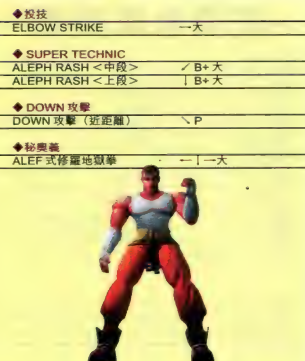 ◆投技
ELBOW STRIKE →大
◆ SUPER TECHNIC
ALEPH RASH <中段> ↙ B+大
ALEPH RASH <上段> ↓ B+大
◆ DOWN 攻擊
DOWN 攻擊（近距離） ↘ P
◆秘奥義
ALEF 式修羅地獄拳 ←↓→大